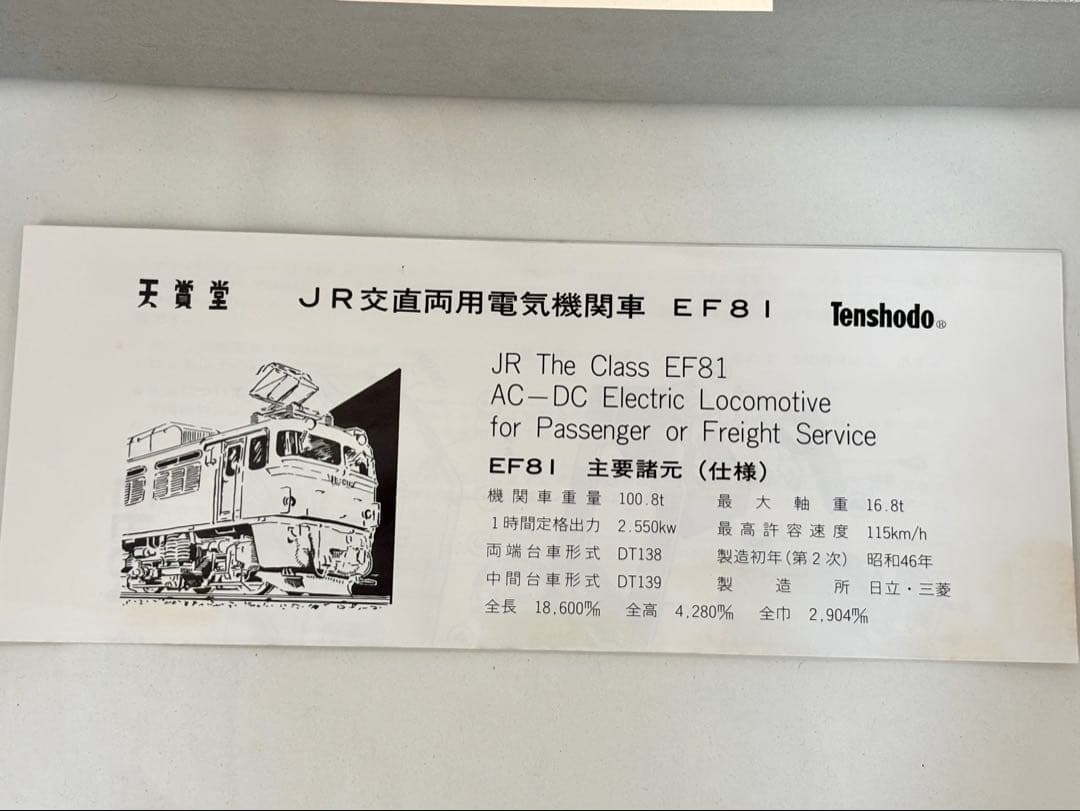 天賞堂 JR交直両用電気機関車 EF81 Tenshodo®
JR The Class EF81
AC—DC Electric Locomotive
for Passenger or Freight Service
EF81 主要諸元(仕様)
機関車重量 100.8t 最大軸重 16.8t
1時間定格出力 2.550kw 最高許容速度 115km/h
両端台車形式 DT138 製造初年(第2次) 昭和46年
中間台車形式 DT139 製造所 日立・三菱
全長 18,600m/m 全高 4,280m/m 全巾 2,904m/m